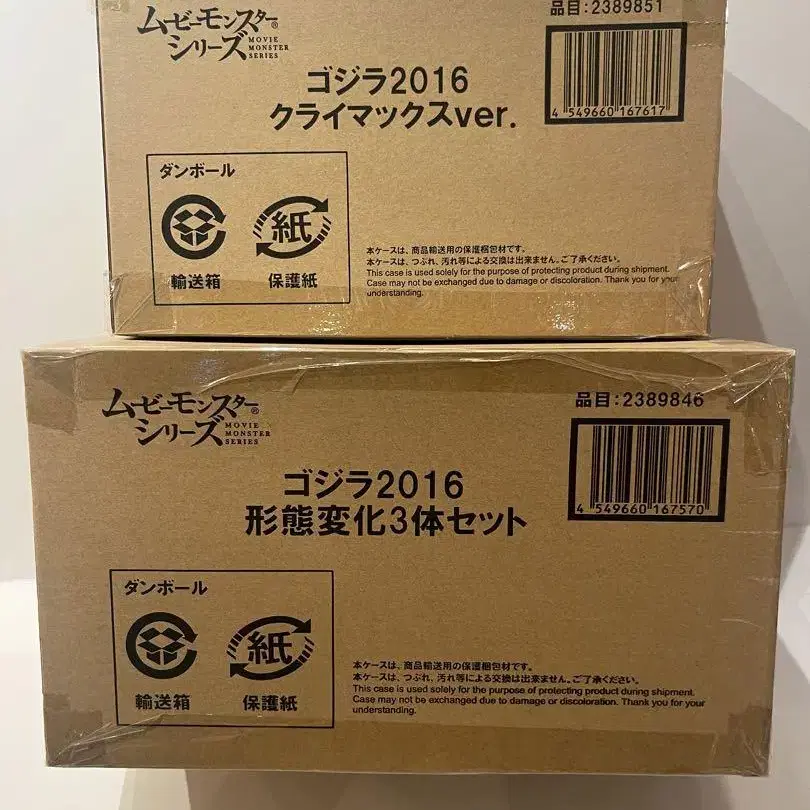 品目:2389851
ムービーモンスター®
シリーズ
MOVIE
MONSTER
SERIES
ゴジラ2016
クライマックスver.
4 549660 167617
ダンボール
紙
輸送箱
保護紙
本ケースは、商品輸送用の保護梱包材です。
本ケースは、つぶれ、汚れ等による交換は出来ません。ご了承ください。
This case is used solely for the purpose of protecting product during shipment.
Case may not be exchanged due to damage or discoloration. Thank you for your
understanding.
ムービーモンスター®
シリーズ
MOVIE
MONSTER
SERIES
品目:2389846
ゴジラ2016
形態変化3体セット
4 549660 167570
ダンボール
紙
輸送箱
保護紙
本ケースは、商品輸送用の保護梱包材です。
本ケースは、つぶれ、汚れ等による交換は出来ません。ご了承ください。
This case is used solely for the purpose of protecting product during shipment.
Case may not be exchanged due to damage or discoloration. Thank you for your
understanding.